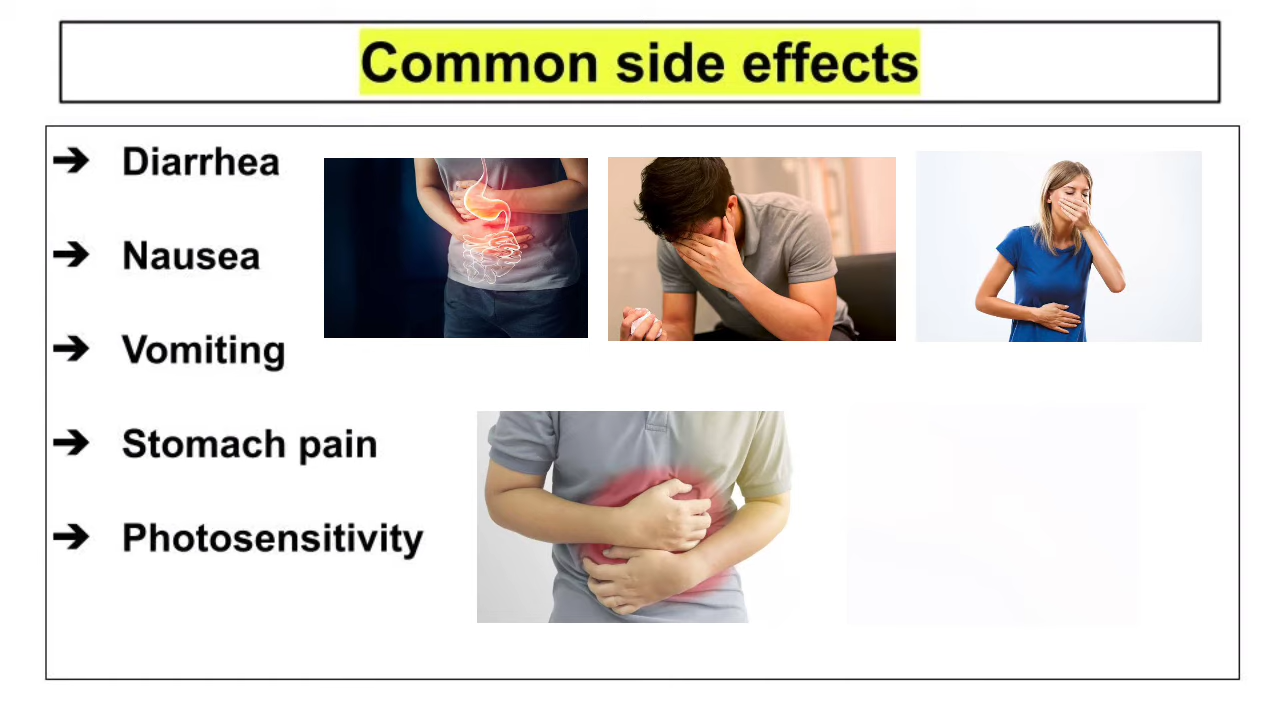 Common side effects
➔ Diarrhea
➔ Nausea
➔ Vomiting
➔ Stomach pain
➔ Photosensitivity